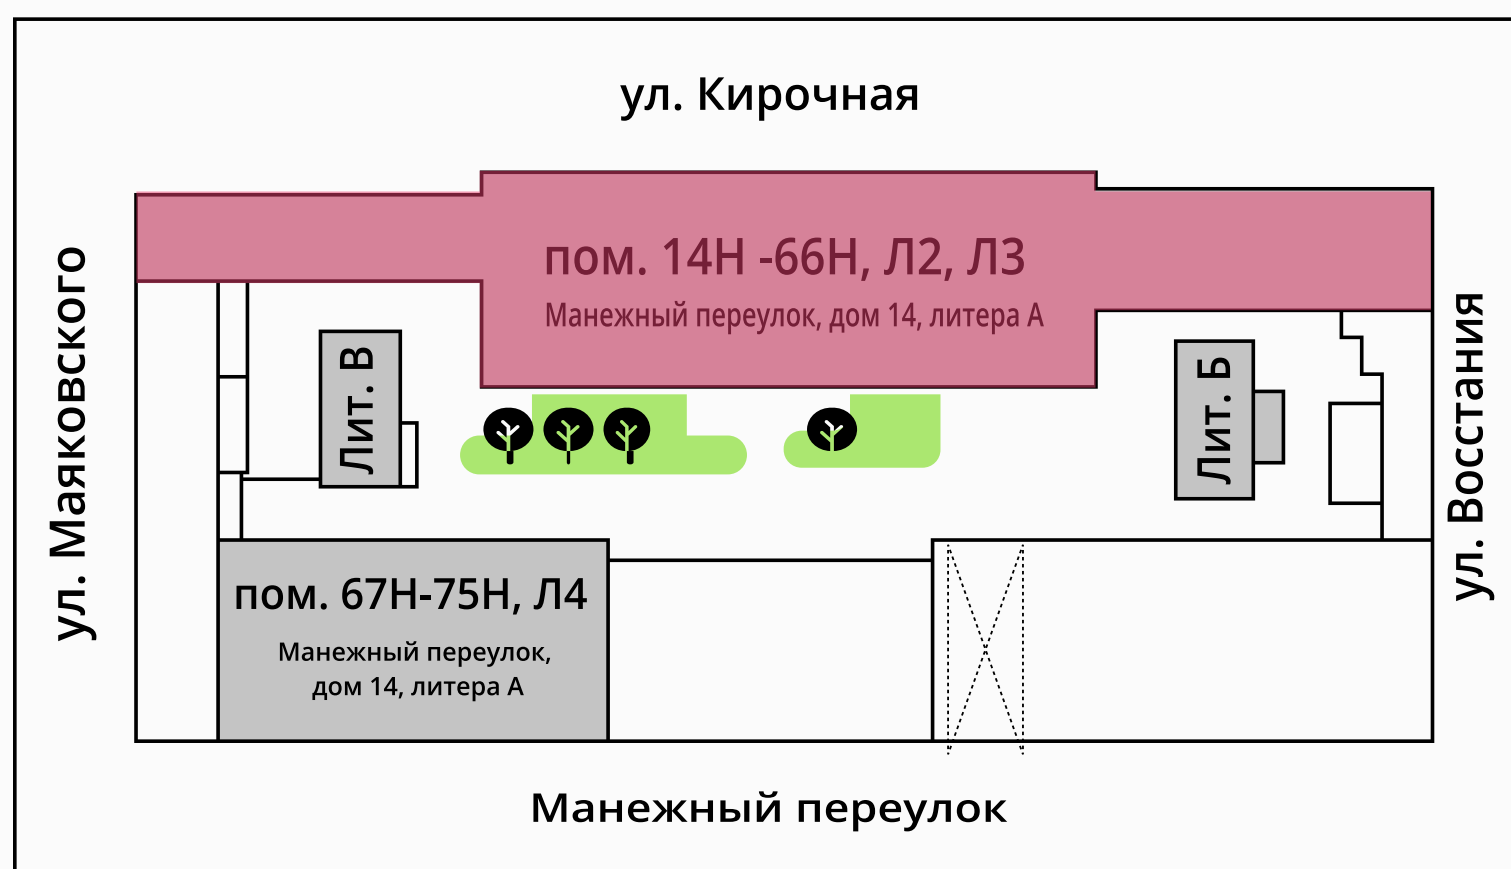 ул. Кирочная
ул. Маяковского
пом. 14Н -66Н, Л2, Л3
Манежный переулок, дом 14, литера А
Лит. В
Лит. Б
ул. Восстания
пом. 67Н-75Н, Л4
Манежный переулок,
дом 14, литера А
Манежный переулок